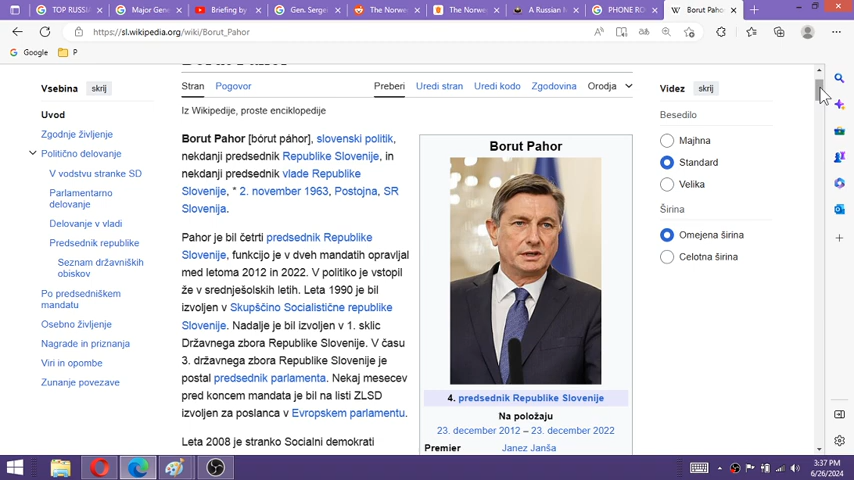 TOP RUSSIA
Major Gene
Briefing by
Gen. Serge
The Norwe
The Norwe
A Russian M
PHONE RO
Borut Pahor
https://sl.wikipedia.org/wiki/Borut_Pahor
Google
P
Vsebina
skrij
Uvod
Zgodnje življenje
Politično delovanje
V vodstvu stranke SD
Parlamentarno
delovanje
Delovanje v vladi
Predsednik republike
Seznam državniških
obiskov
Po predsedniškem
mandatu
Osebno življenje
Nagrade in priznanja
Viri in opombe
Zunanje povezave
Stran
Pogovor
Preberi
Uredi stran
Uredi kodo
Zgodovina
Orodja
Iz Wikipedije, proste enciklopedije
Borut Pahor [bórut páhor], slovenski politik,
nekdanji predsednik Republike Slovenije, in
nekdanji predsednik vlade Republike
Slovenije, * 2. november 1963, Postojna, SR
Slovenija.
Pahor je bil četrti predsednik Republike
Slovenije, funkcijo je v dveh mandatih opravljal
med letoma 2012 in 2022. V politiko je vstopil
že v srednješolskih letih. Leta 1990 je bil
izvoljen v Skupščino Socialistične republike
Slovenije. Nadalje je bil izvoljen v 1. sklic
Državnega zbora Republike Slovenije. V času
3. državnega zbora Republike Slovenije je
postal predsednik parlamenta. Nekaj mesecev
pred koncem mandata je bil na listi ZLSD
izvoljen za poslanca v Evropskem parlamentu.
Leta 2008 je stranko Socialni demokrati
Borut Pahor
4. predsednik Republike Slovenije
Na položaju
23. december 2012 – 23. december 2022
Premier
Janez Janša
Videz
skrij
Besedilo
Majhna
Standard
Velika
Širina
Omejena širina
Celotna širina
3:37 PM
6/26/2024